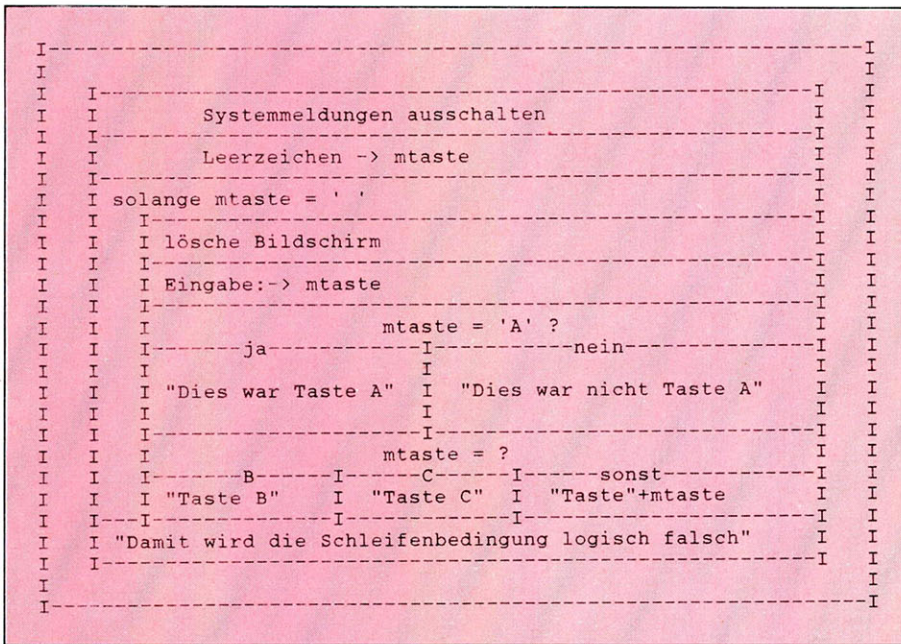 I-----------------------------------------------------------------I
I                                                                 I
I   I---------------------------------------------------------I   I
I   I        Systemmeldungen ausschalten                      I   I
I   I---------------------------------------------------------I   I
I   I        Leerzeichen -> mtaste                            I   I
I   I---------------------------------------------------------I   I
I   I solange mtaste = ' '                                    I   I
I   I   I-----------------------------------------------------I   I
I   I   I lösche Bildschirm                                   I   I
I   I   I-----------------------------------------------------I   I
I   I   I Eingabe:-> mtaste                                   I   I
I   I   I-----------------------------------------------------I   I
I   I   I                 mtaste = 'A' ?                      I   I
I   I   I-------ja------------I-----------nein----------------I   I
I   I   I                     I                               I   I
I   I   I "Dies war Taste A"  I  "Dies war nicht Taste A"     I   I
I   I   I                     I                               I   I
I   I   I---------------------I-------------------------------I   I
I   I   I                 mtaste = ?                          I   I
I   I   I-------B------I------C------I------sonst-------------I   I
I   I   I "Taste B"    I  "Taste C"  I  "Taste"+mtaste        I   I
I   I---I--------------I-------------I------------------------I   I
I   I "Damit wird die Schleifenbedingung logisch falsch"      I   I
I   I---------------------------------------------------------I   I
I                                                                 I
I-----------------------------------------------------------------I